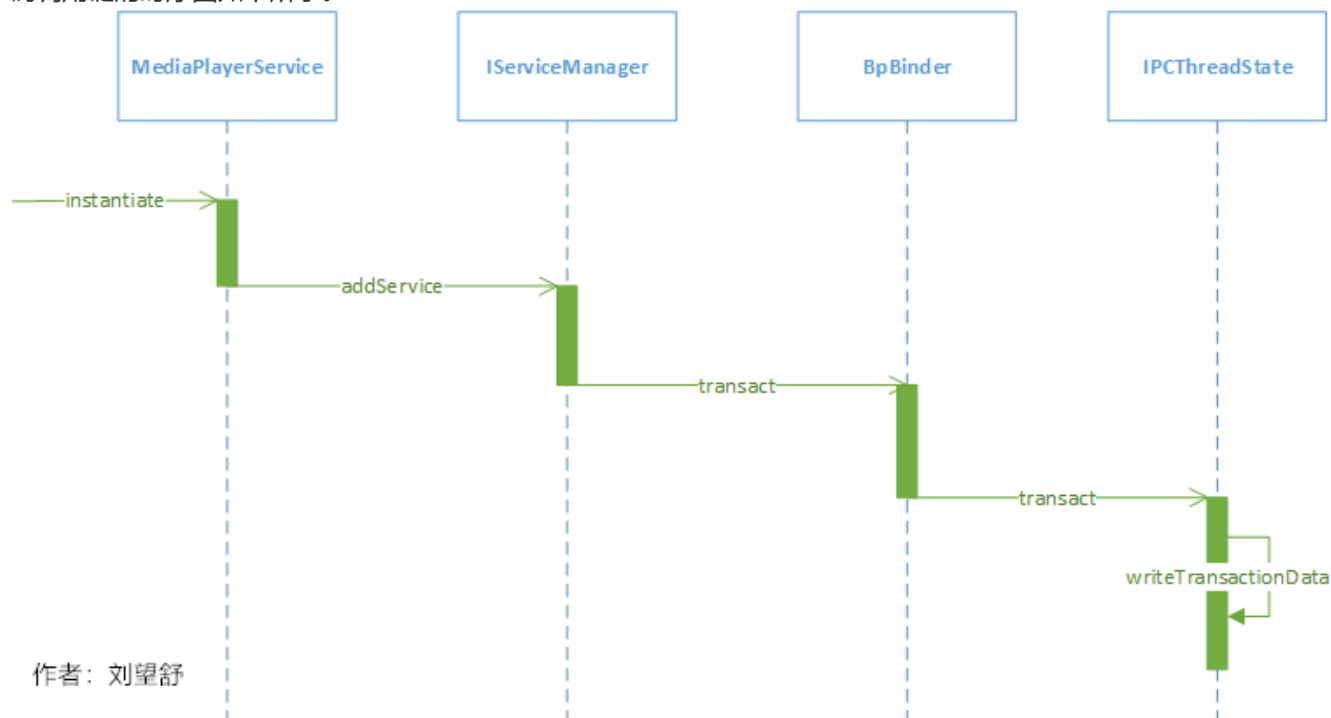 MediaPlayerService
IServiceManager
BpBinder
IPCThreadState
instantiate
addService
transact
transact
writeTransactionData
作者：刘望舒